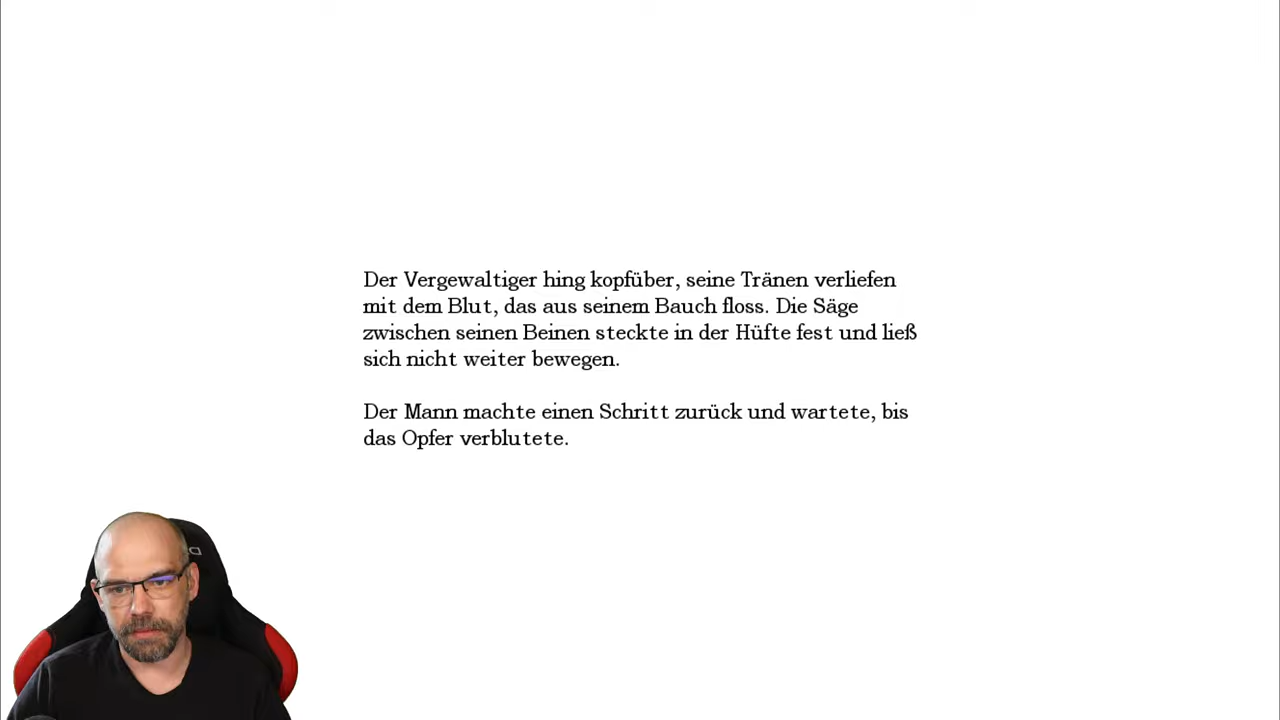 Der Vergewaltiger hing kopfüber, seine Tränen verliefen
mit dem Blut, das aus seinem Bauch floss. Die Säge
zwischen seinen Beinen steckte in der Hüfte fest und ließ
sich nicht weiter bewegen.
Der Mann machte einen Schritt zurück und wartete, bis
das Opfer verblutete.